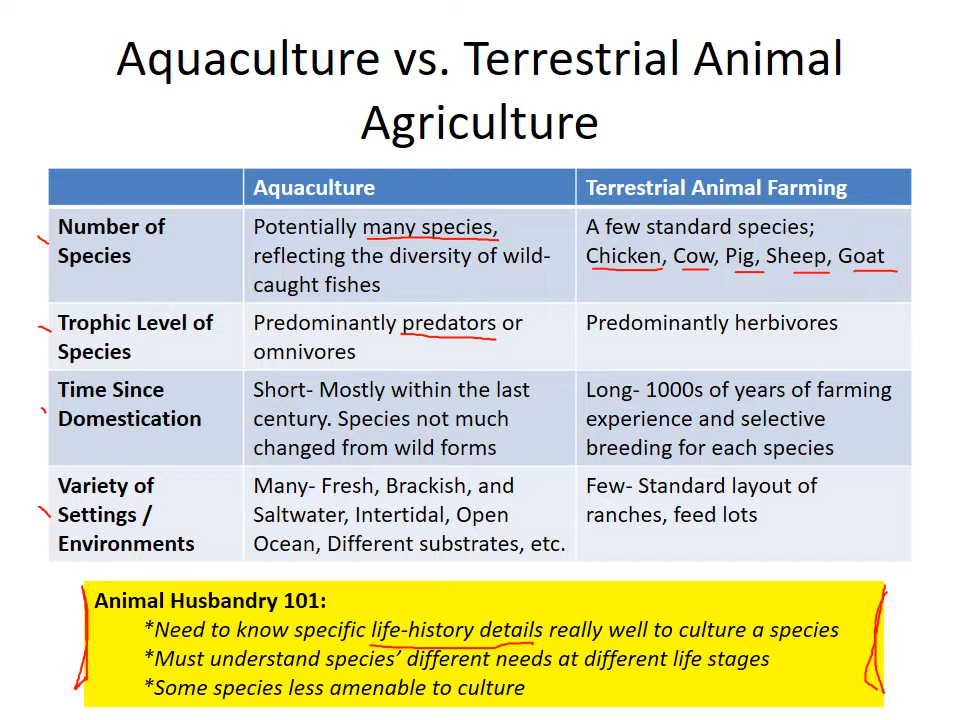 Aquaculture vs. Terrestrial Animal
Agriculture
Aquaculture
Terrestrial Animal Farming
Number of
Species
Potentially many species,
reflecting the diversity of wild-
caught fishes
A few standard species;
Chicken, Cow, Pig, Sheep, Goat
Trophic Level of
Species
Predominantly predators or
omnivores
Predominantly herbivores
Time Since
Domestication
Short- Mostly within the last
century. Species not much
changed from wild forms
Long- 1000s of years of farming
experience and selective
breeding for each species
Variety of
Settings /
Environments
Many- Fresh, Brackish, and
Saltwater, Intertidal, Open
Ocean, Different substrates, etc.
Few- Standard layout of
ranches, feed lots
Animal Husbandry 101:
*Need to know specific life-history details really well to culture a species
*Must understand species’ different needs at different life stages
*Some species less amenable to culture